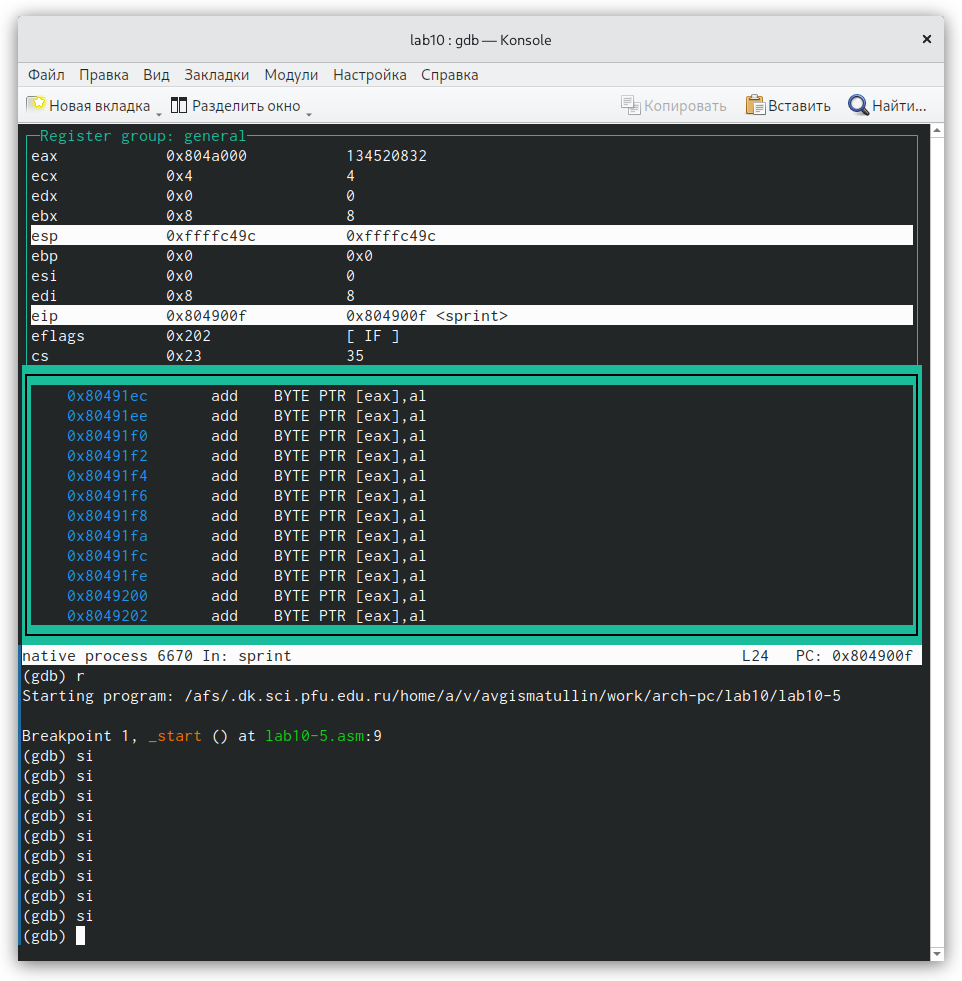 lab10 : gdb — Konsole
Файл Правка Вид Закладки Модули Настройка Справка
Новая вкладка Разделить окно Копировать Вставить Найти...
Register group: general
eax 0x804a000 134520832
ecx 0x4 4
edx 0x0 0
ebx 0x8 8
esp 0xffffc49c 0xffffc49c
ebp 0x0 0x0
esi 0x0 0
edi 0x8 8
eip 0x804900f 0x804900f <sprint>
eflags 0x202 [ IF ]
cs 0x23 35
0x80491ec add BYTE PTR [eax],al
0x80491ee add BYTE PTR [eax],al
0x80491f0 add BYTE PTR [eax],al
0x80491f2 add BYTE PTR [eax],al
0x80491f4 add BYTE PTR [eax],al
0x80491f6 add BYTE PTR [eax],al
0x80491f8 add BYTE PTR [eax],al
0x80491fa add BYTE PTR [eax],al
0x80491fc add BYTE PTR [eax],al
0x80491fe add BYTE PTR [eax],al
0x8049200 add BYTE PTR [eax],al
0x8049202 add BYTE PTR [eax],al
native process 6670 In: sprint L24 PC: 0x804900f
(gdb) r
Starting program: /afs/.dk.sci.pfu.edu.ru/home/a/v/avgismatullin/work/arch-pc/lab10/lab10-5
Breakpoint 1, _start () at lab10-5.asm:9
(gdb) si
(gdb) si
(gdb) si
(gdb) si
(gdb) si
(gdb) si
(gdb) si
(gdb) si
(gdb) si
(gdb)